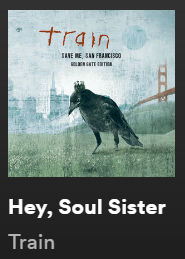 train
SAVE ME, SAN FRANCISCO
GOLDEN GATE EDITION
Hey, Soul Sister
Train